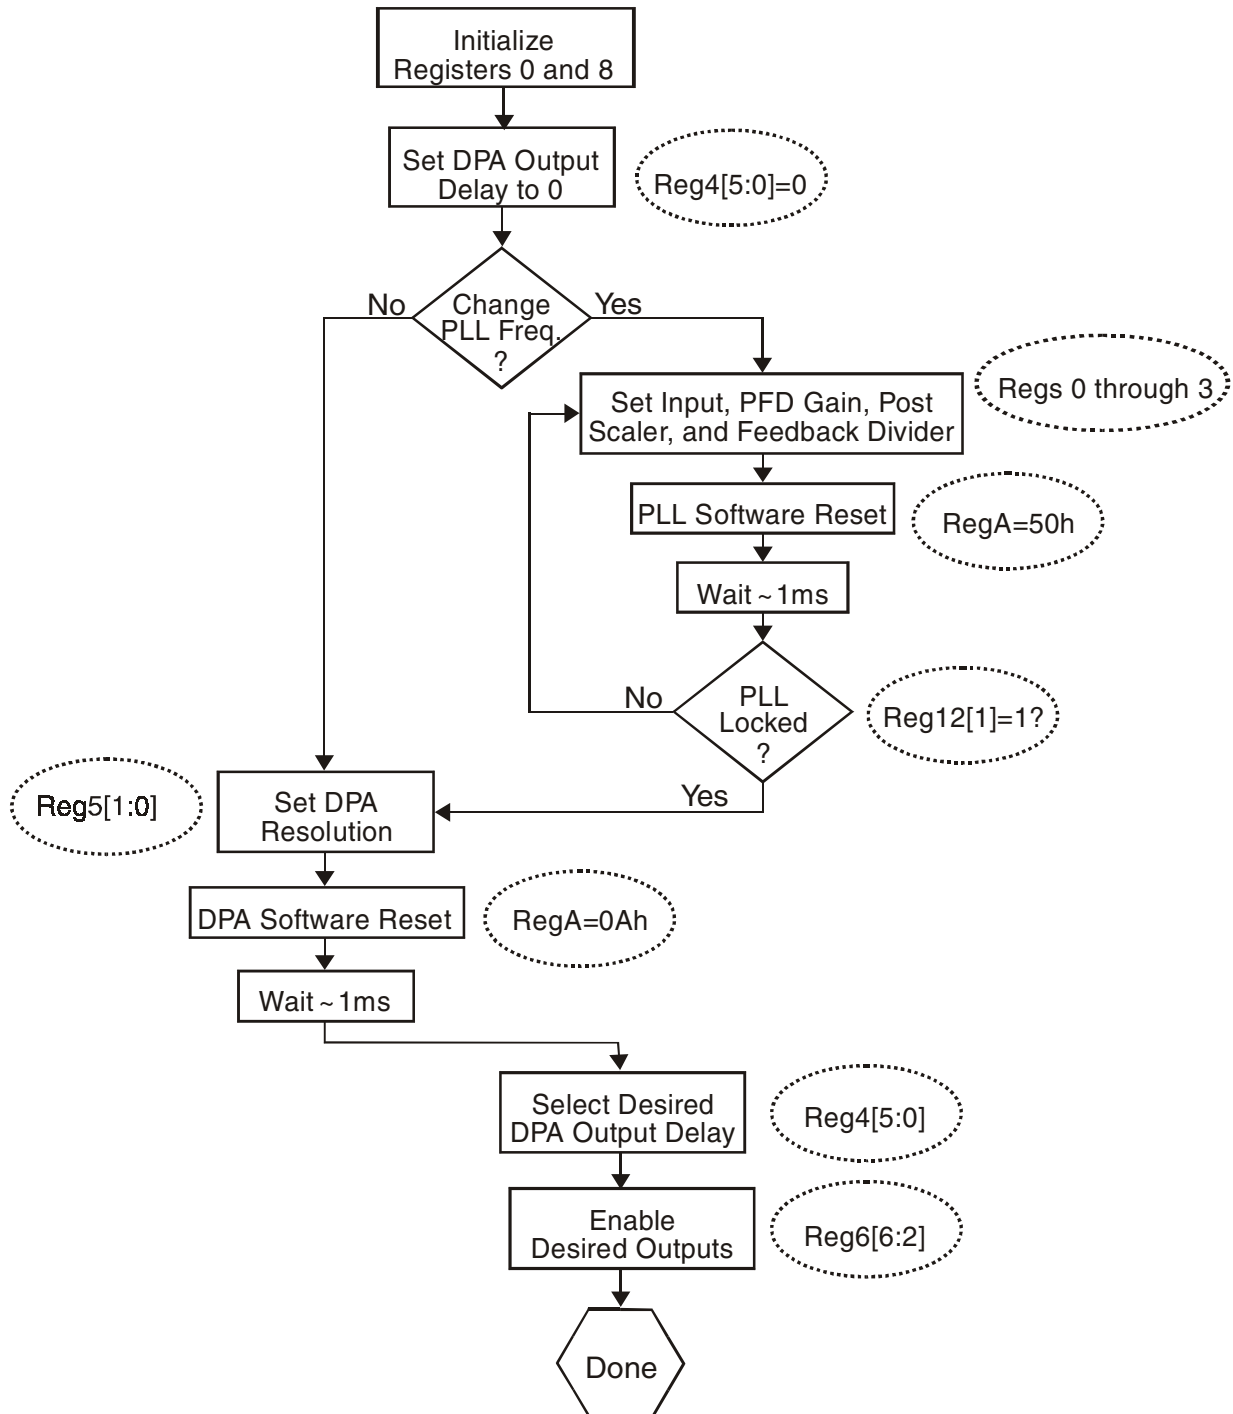 Initialize
Registers 0 and 8
Set DPA Output
Delay to 0
Reg4[5:0]=0
Change
PLL Freq.
?
No
Yes
Set Input, PFD Gain, Post
Scaler, and Feedback Divider
Regs 0 through 3
PLL Software Reset
RegA=50h
Wait ~ 1ms
PLL
Locked
?
No
Reg12[1]=1?
Yes
Set DPA
Resolution
Reg5[1:0]
DPA Software Reset
RegA=0Ah
Wait ~ 1ms
Select Desired
DPA Output Delay
Reg4[5:0]
Enable
Desired Outputs
Reg6[6:2]
Done